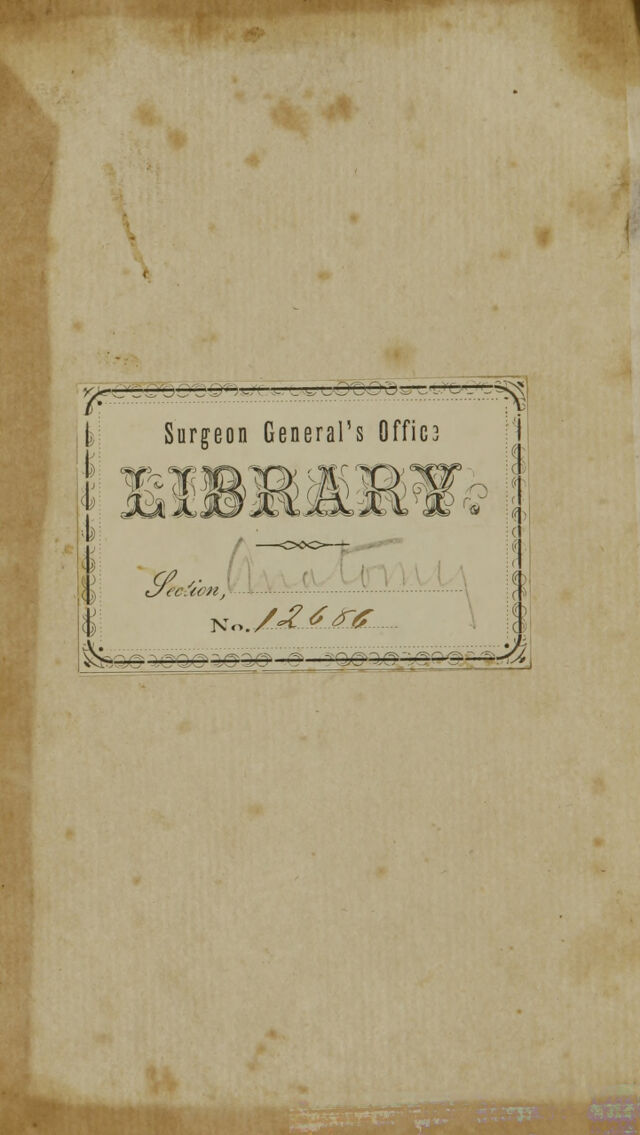 Surgeon General's Office
LIBRARY.
Section, Anatomy
No. 12686